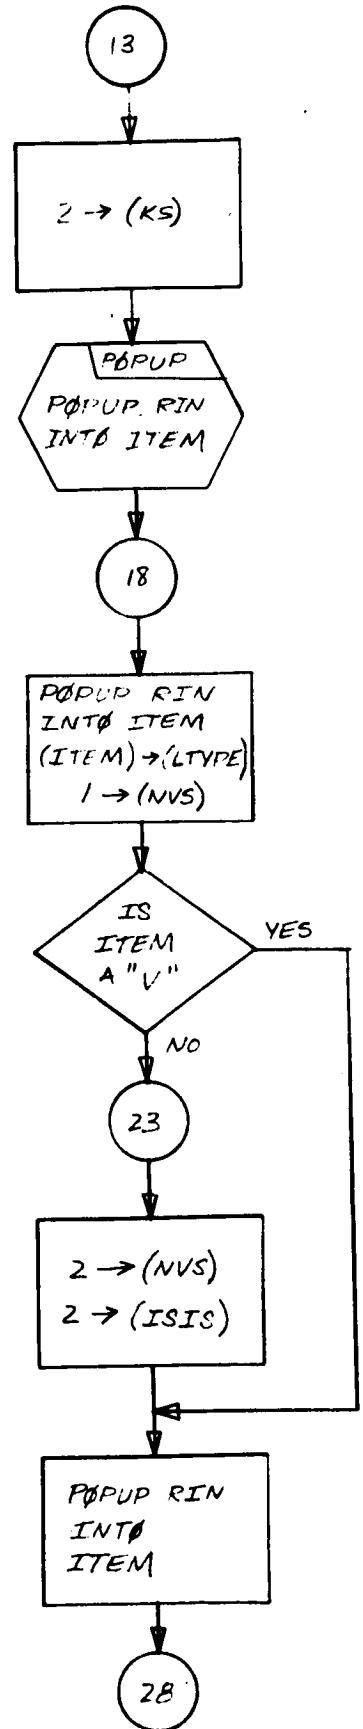 13
2 → (KS)
PØPUP
PØPUP RIN
INTØ ITEM
18
PØPUP RIN
INTØ ITEM
(ITEM) → (LTYPE)
1 → (NVS)
IS
ITEM
A "V"
YES
NO
23
2 → (NVS)
2 → (ISIS)
PØPUP RIN
INTØ
ITEM
28